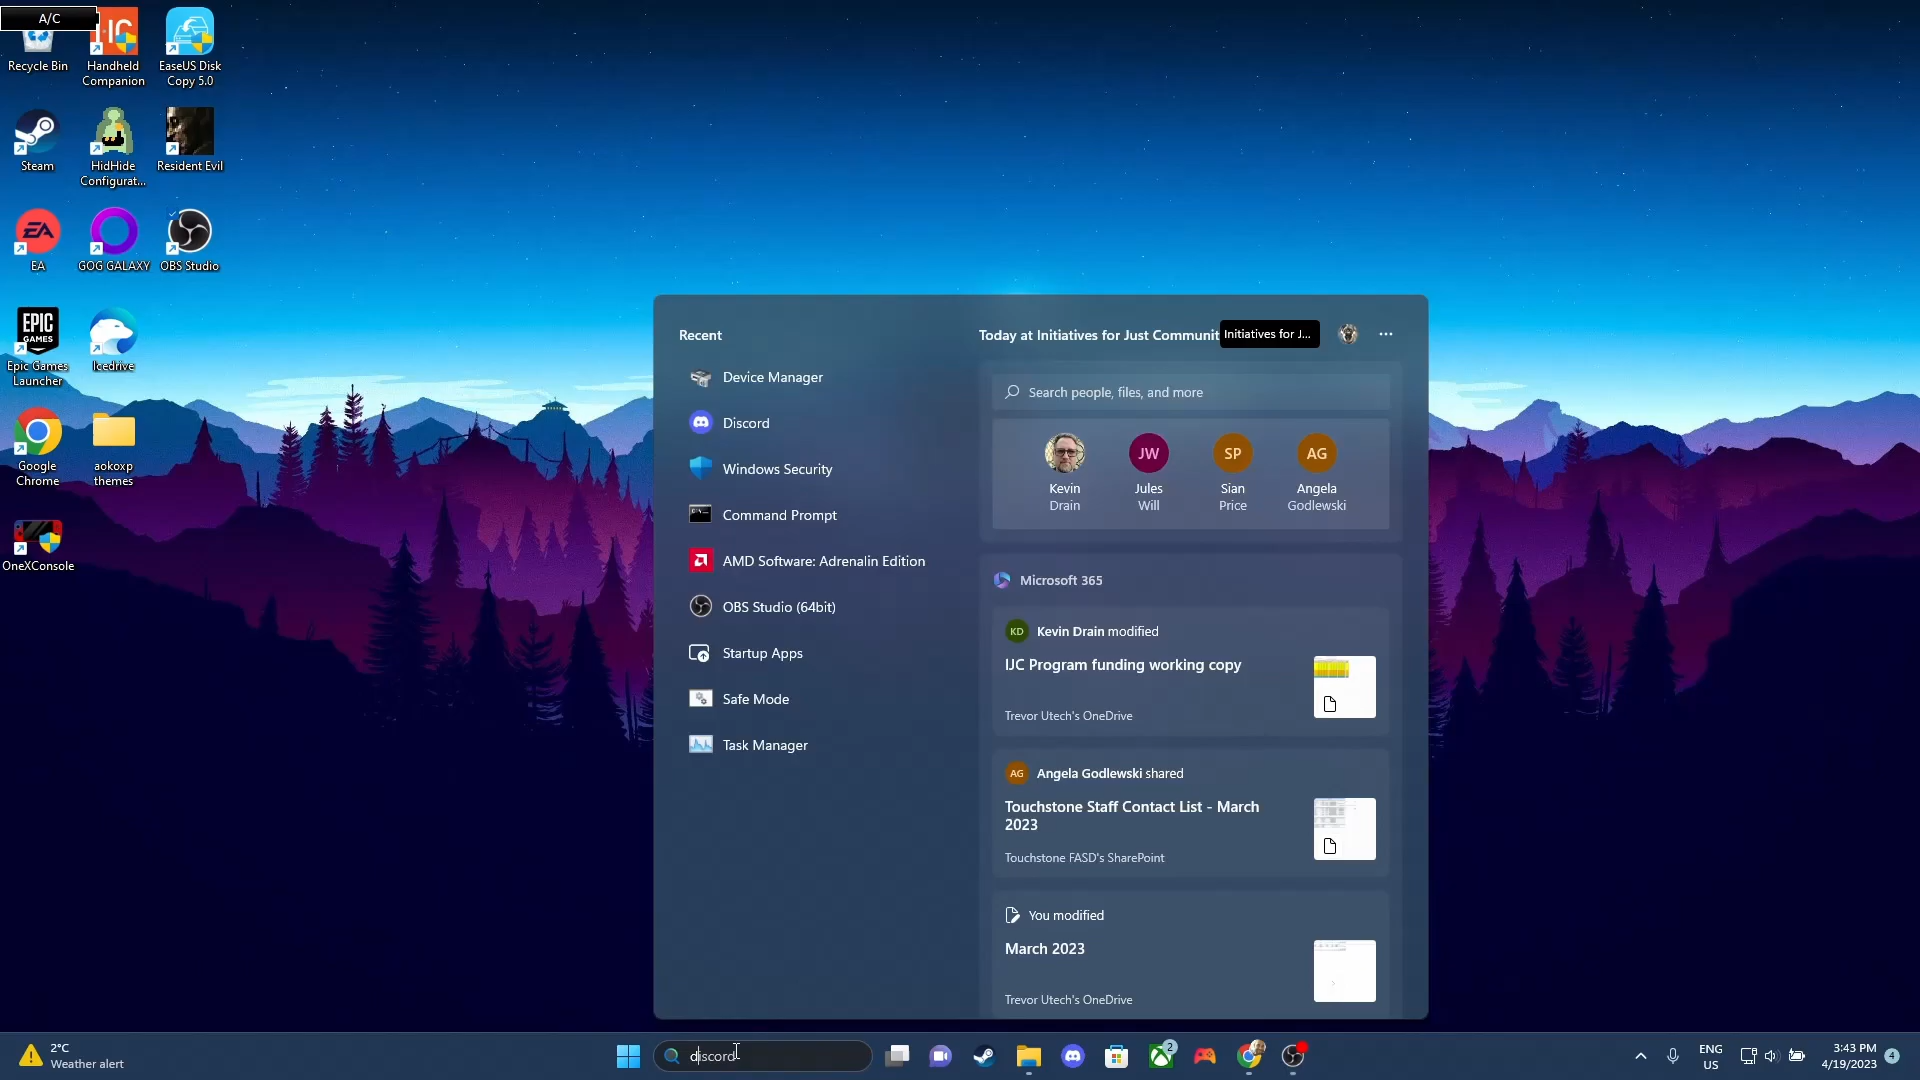 A/C
Recycle Bin
Handheld
Companion
EaseUS Disk
Copy 5.0
Steam
HidHide
Configurat...
Resident Evil
EA
GOG GALAXY
OBS Studio
EPIC
GAMES
Epic Games
Launcher
Icedrive
Google
Chrome
aokoxp
themes
OneXConsole
Recent
Device Manager
Discord
Windows Security
Command Prompt
AMD Software: Adrenalin Edition
OBS Studio (64bit)
Startup Apps
Safe Mode
Task Manager
Today at Initiatives for Just Communit
Initiatives for J...
Search people, files, and more
Kevin
Drain
JW
Jules
Will
SP
Sian
Price
AG
Angela
Godlewski
Microsoft 365
KD
Kevin Drain modified
IJC Program funding working copy
Trevor Utech's OneDrive
AG
Angela Godlewski shared
Touchstone Staff Contact List - March
2023
Touchstone FASD's SharePoint
You modified
March 2023
Trevor Utech's OneDrive
2°C
Weather alert
discord
2
ENG
US
3:43 PM
4/19/2023
4